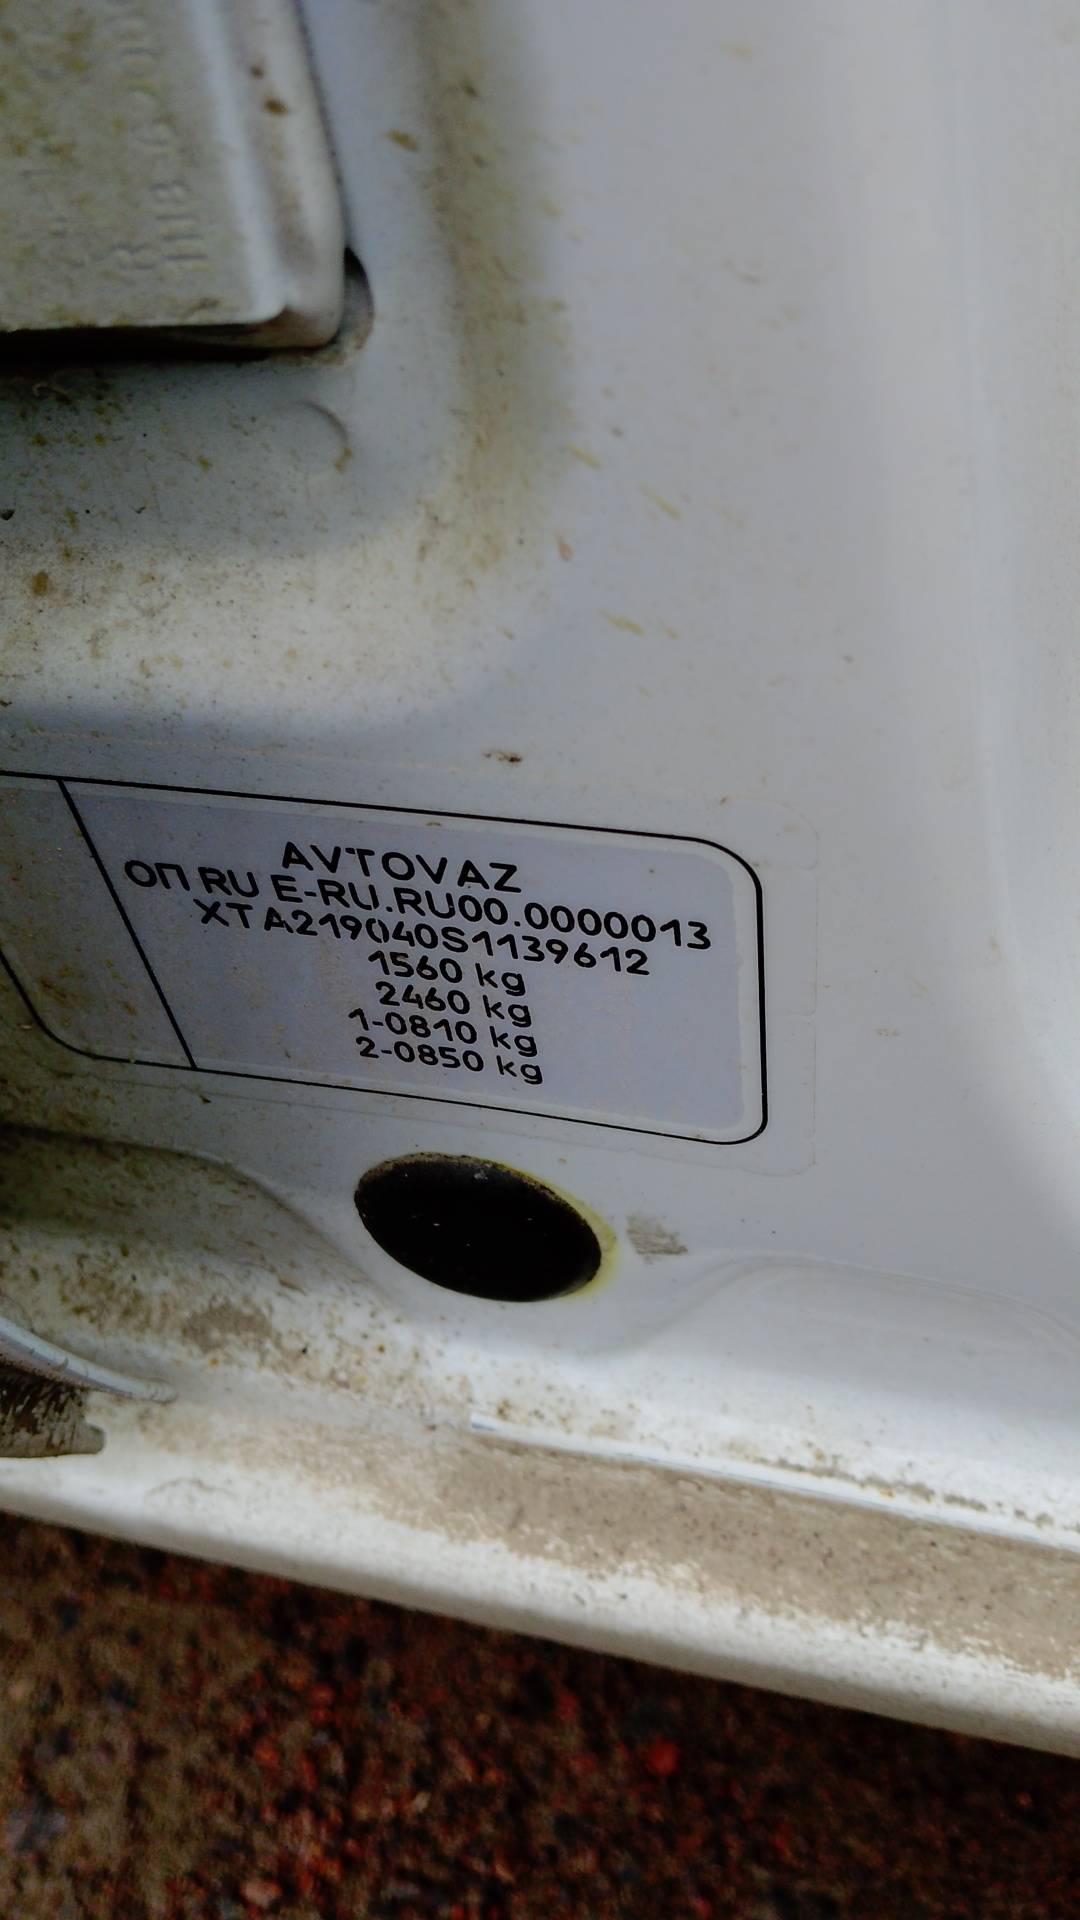 AVTOVAZ
ОП RU E-RU.RU00.0000013
XTA219040S1139612
1560 kg
2460 kg
1-0810 kg
2-0850 kg